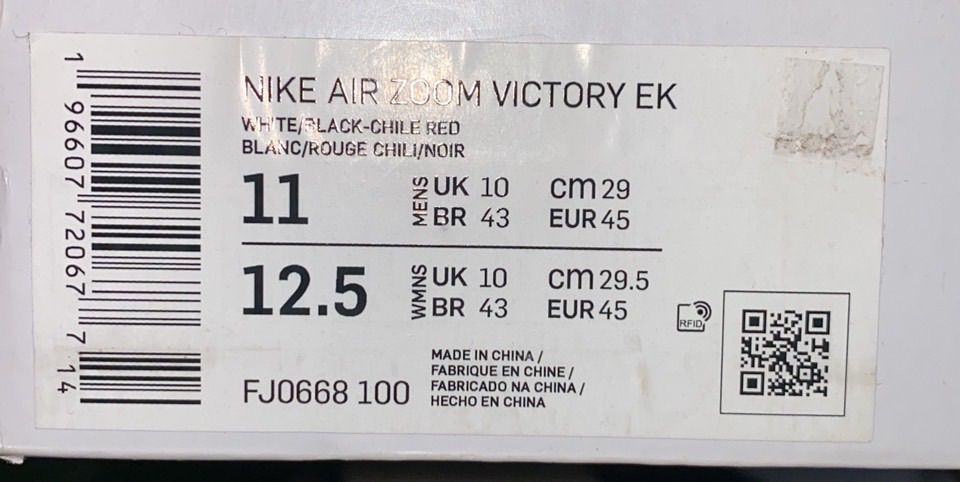 NIKE AIR ZOOM VICTORY EK
WHITE/BLACK-CHILE RED
BLANC/ROUGE CHILI/NOIR
11
MENS
UK 10 cm 29
BR 43 EUR 45
12.5
WMNS
UK 10 cm 29.5
BR 43 EUR 45
RFID
FJ0668 100
MADE IN CHINA /
FABRIQUE EN CHINE /
FABRICADO NA CHINA /
HECHO EN CHINA
1 96607 72067 7 14